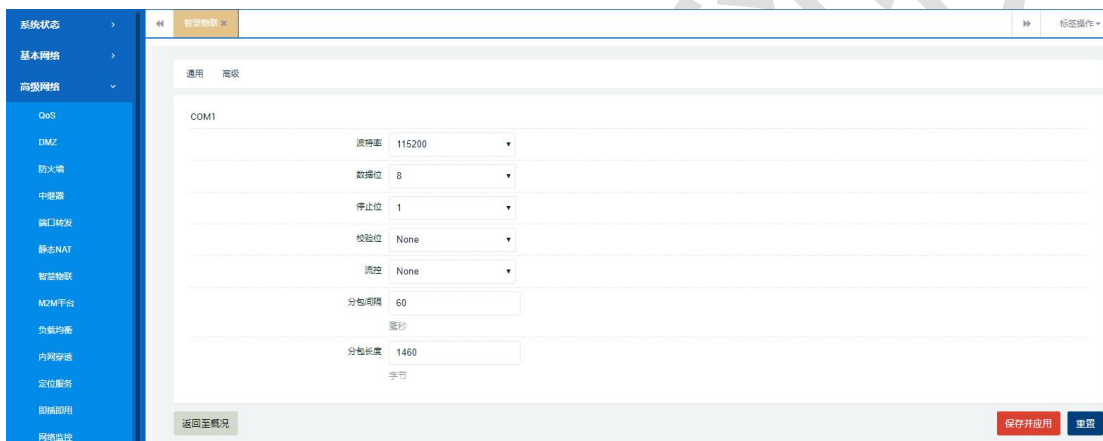 系统状态
基本网络
高级网络
QoS
DMZ
防火墙
中继器
端口转发
静态NAT
智慧物联
M2M平台
负载均衡
内网穿透
定位服务
即插即用
网络监控
智慧物联
标签操作
通用 高级
COM1
波特率 115200
数据位 8
停止位 1
校验位 None
流控 None
分包间隔 60
毫秒
分包长度 1460
字节
返回至概况
保存并应用 重置